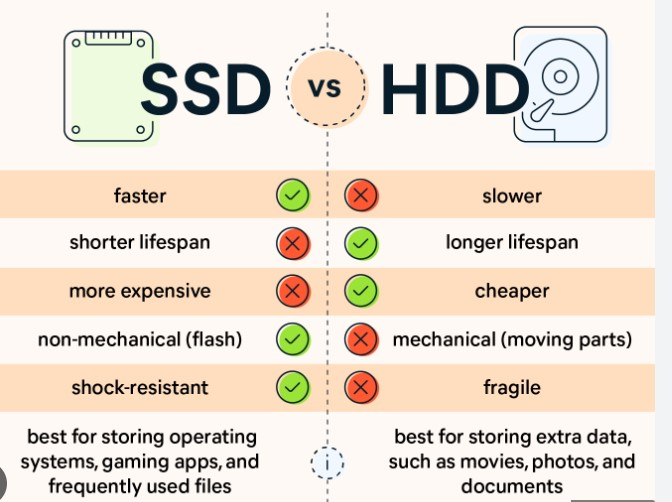 SSD vs HDD
faster slower
shorter lifespan longer lifespan
more expensive cheaper
non-mechanical (flash) mechanical (moving parts)
shock-resistant fragile
best for storing operating
systems, gaming apps, and
frequently used files
i
best for storing extra data,
such as movies, photos, and
documents